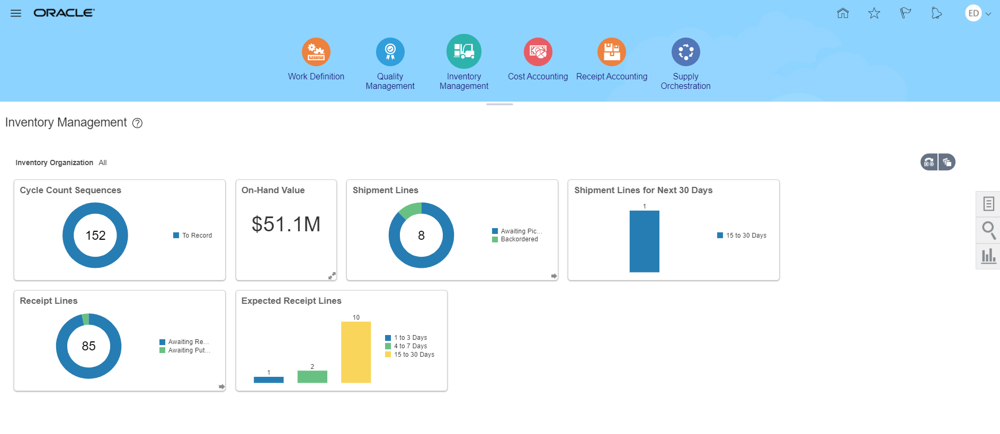 ORACLE
ED
Work Definition
Quality
Management
Inventory
Management
Cost Accounting
Receipt Accounting
Supply
Orchestration
Inventory Management ?
Inventory Organization All
Cycle Count Sequences
152
To Record
On-Hand Value
$51.1M
Shipment Lines
8
Awaiting Pic...
Backordered
Shipment Lines for Next 30 Days
1
15 to 30 Days
Receipt Lines
85
Awaiting Re...
Awaiting Put...
Expected Receipt Lines
1
2
10
1 to 3 Days
4 to 7 Days
15 to 30 Days